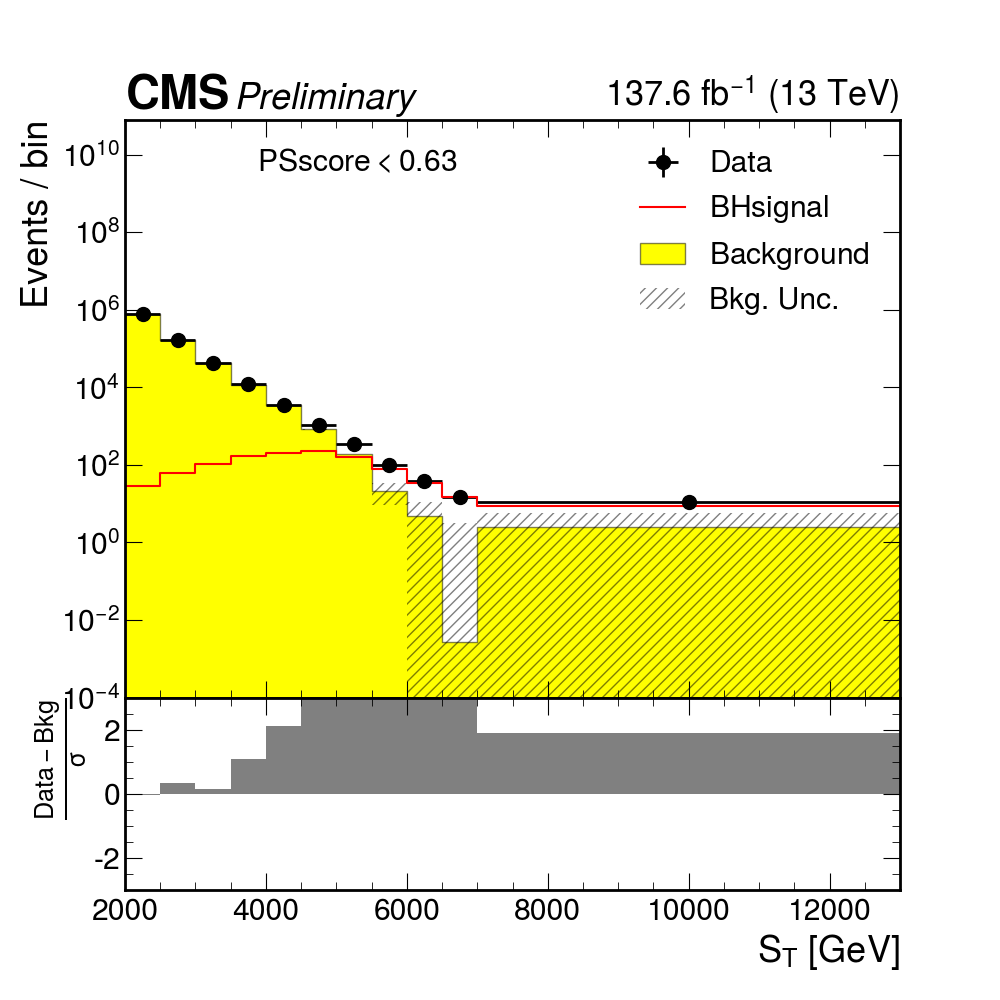 CMS Preliminary
137.6 fb⁻¹ (13 TeV)
Events / bin
PSscore < 0.63
Data
BHsignal
Background
Bkg. Unc.
10¹⁰
10⁸
10⁶
10⁴
10²
10⁰
10⁻²
10⁻⁴
Data − Bkg
σ
2
0
-2
2000 4000 6000 8000 10000 12000
S_T [GeV]